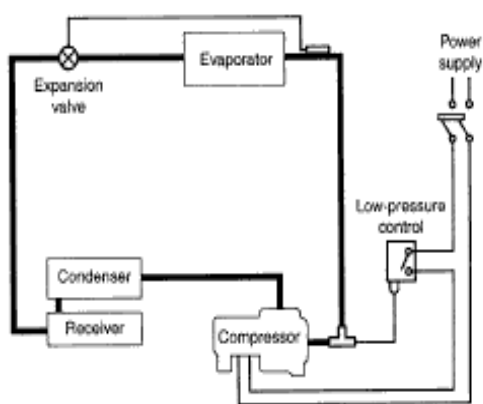 Power
supply
Evaporator
Expansion
valve
Low-pressure
control
Condenser
Receiver
Compressor